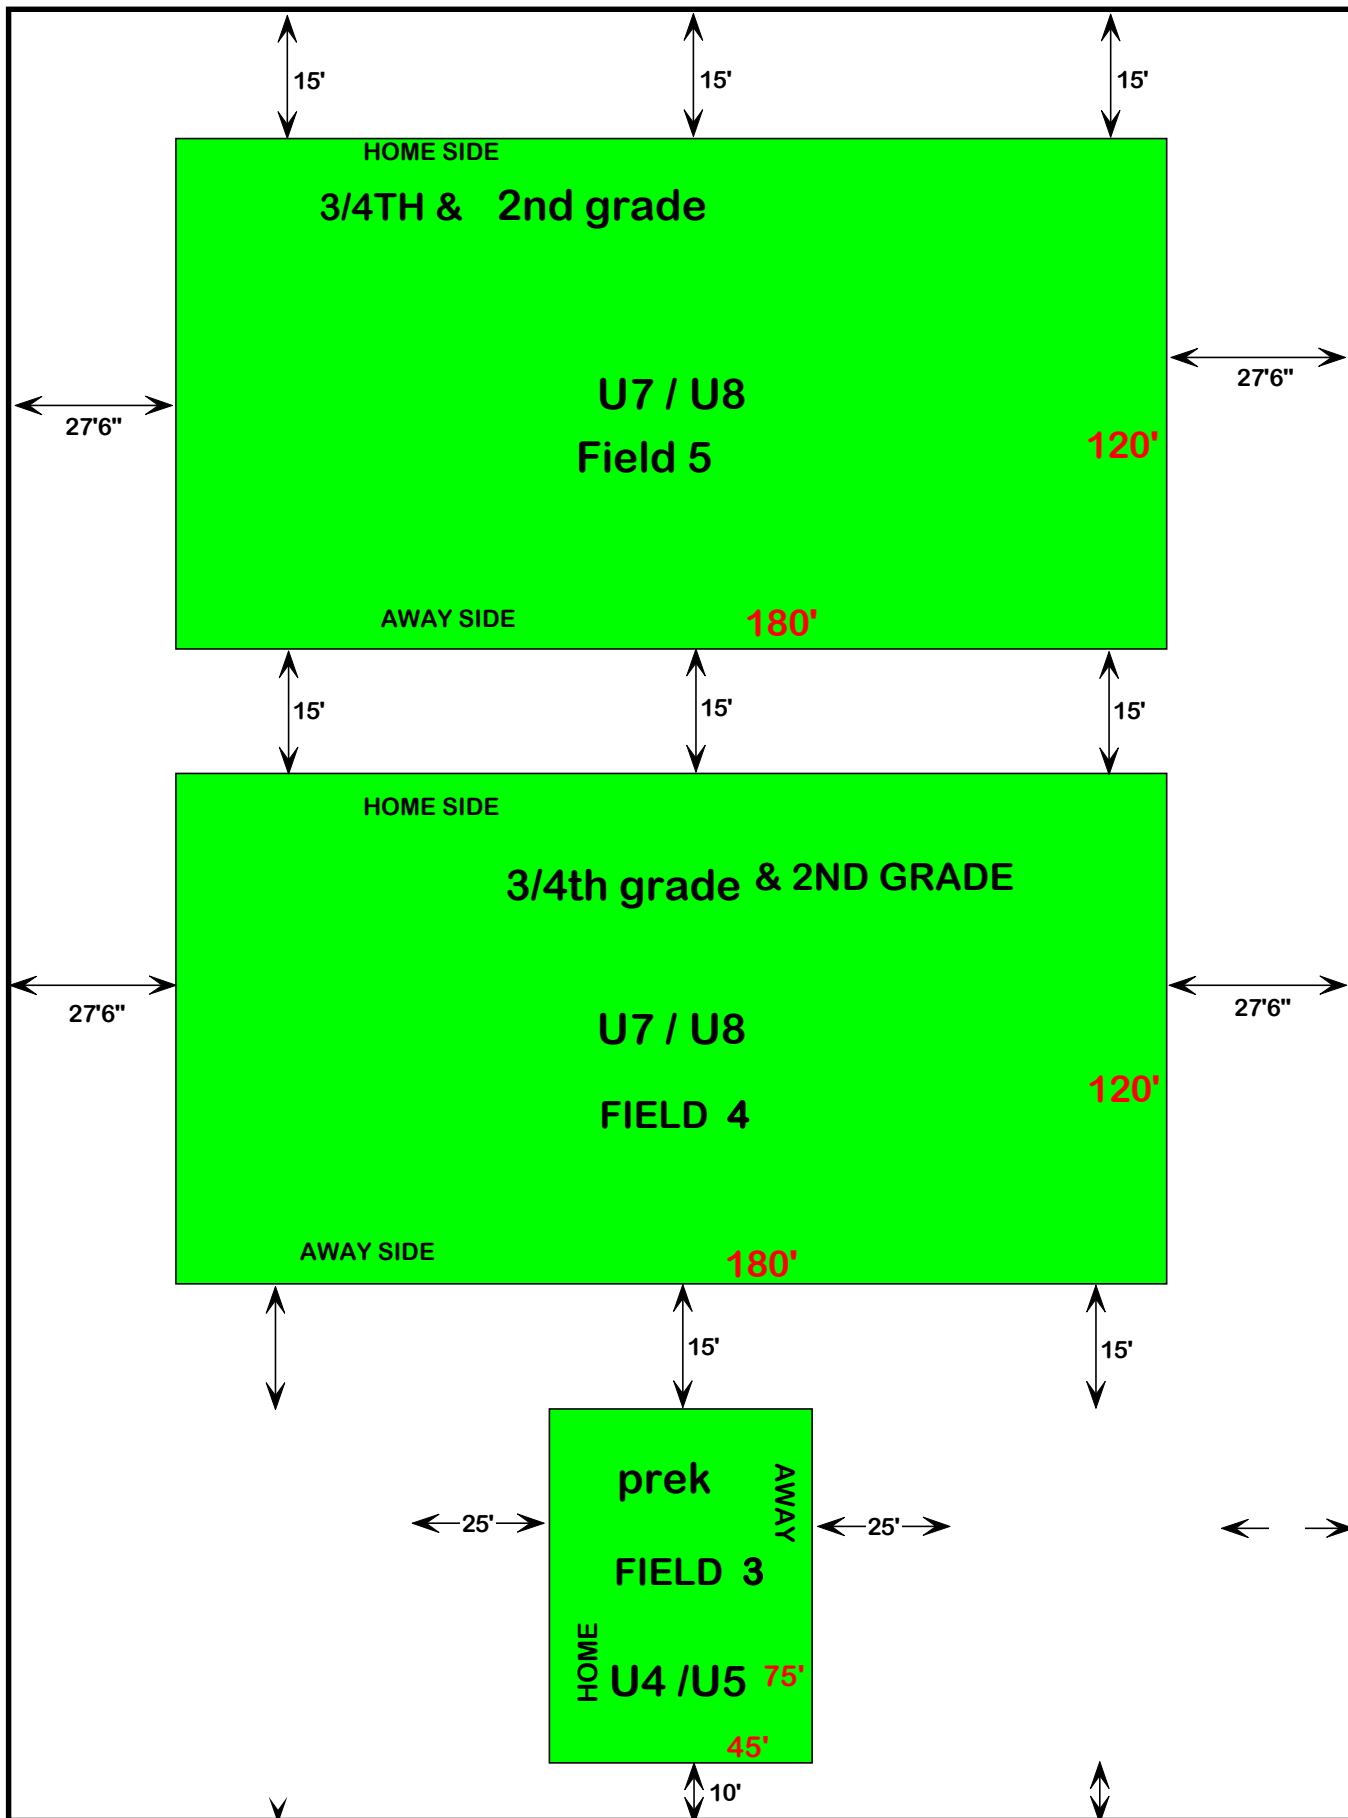 15' 15' 15'
HOME SIDE
3/4TH & 2nd grade
27'6"
U7 / U8
27'6"
120'
Field 5
AWAY SIDE 180'
15' 15' 15'
HOME SIDE
3/4th grade & 2ND GRADE
27'6" 27'6"
U7 / U8
120'
FIELD 4
AWAY SIDE 180'
15' 15'
prek
AWAY
25' 25'
FIELD 3
HOME
U4 /U5 75'
45'
10'